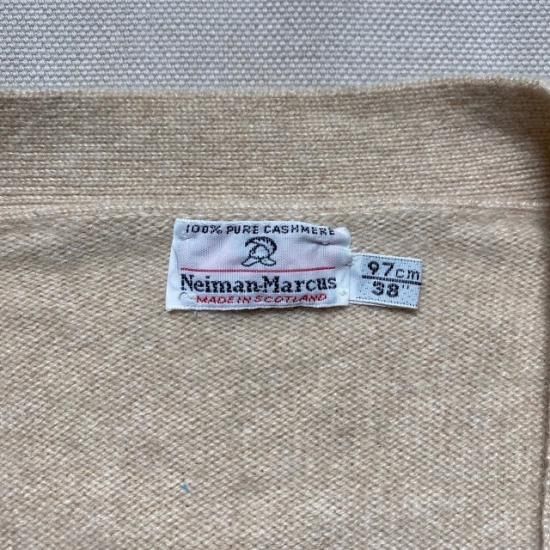 100% PURE CASHMERE
Neiman-Marcus
MADE IN SCOTLAND
97cm
38"